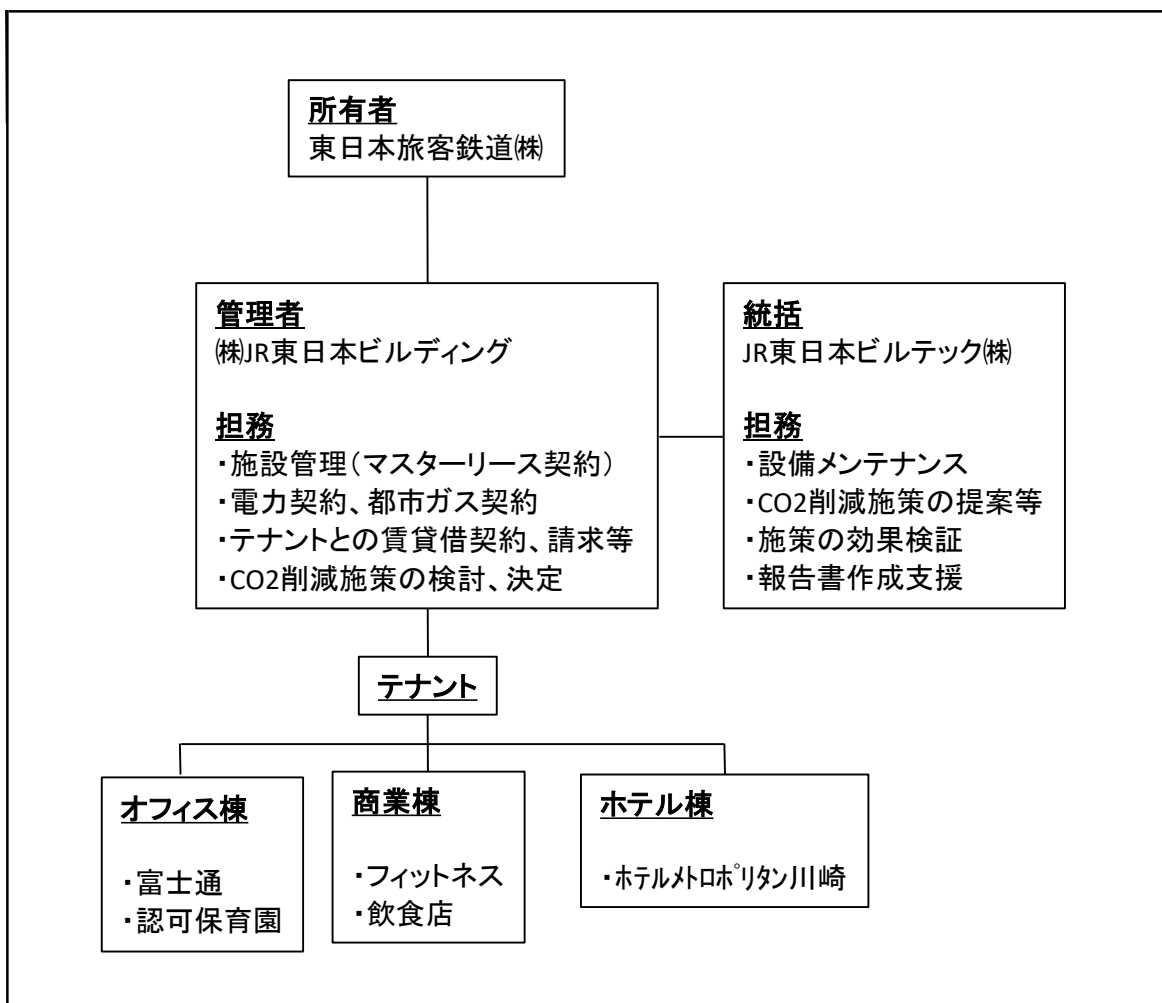 所有者
東日本旅客鉄道㈱
管理者
㈱JR東日本ビルディング
担務
・施設管理（マスターリース契約）
・電力契約、都市ガス契約
・テナントとの賃貸借契約、請求等
・CO2削減施策の検討、決定
統括
JR東日本ビルテック㈱
担務
・設備メンテナンス
・CO2削減施策の提案等
・施策の効果検証
・報告書作成支援
テナント
オフィス棟
・富士通
・認可保育園
商業棟
・フィットネス
・飲食店
ホテル棟
・ﾎﾃﾙﾒﾄﾛﾎﾟﾘﾀﾝ川崎